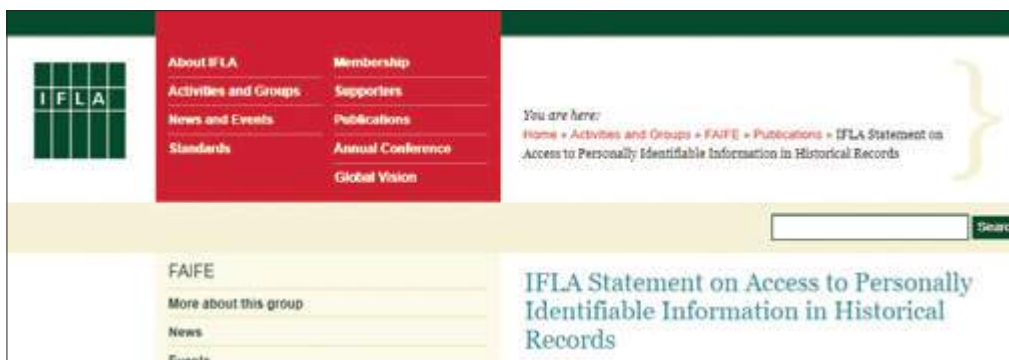 IFLA
About IFLA
Activities and Groups
News and Events
Standards
Membership
Supporters
Publications
Annual Conference
Global Vision
You are here:
Home » Activities and Groups » FAIFE » Publications » IFLA Statement on
Access to Personally Identifiable Information in Historical Records
Searc
FAIFE
More about this group
News
Events
IFLA Statement on Access to Personally
Identifiable Information in Historical
Records